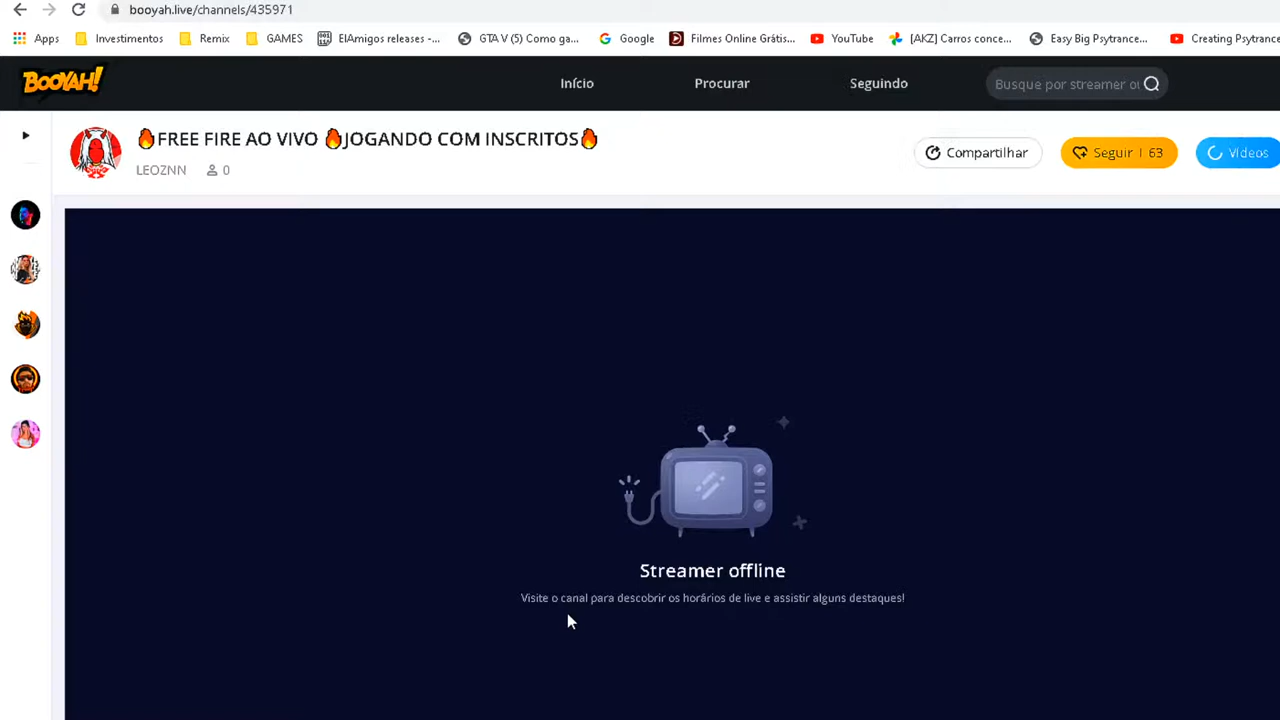 booyah.live/channels/435971
Apps Investimentos Remix GAMES ElAmigos releases -... GTA V (5) Como ga... Google Filmes Online Grátis... YouTube [AKZ] Carros conce... Easy Big Psytrance... Creating Psytranc
BOOYAH! Início Procurar Seguindo Busque por streamer ou
🔥FREE FIRE AO VIVO 🔥JOGANDO COM INSCRITOS🔥
LEOZNN 0
Compartilhar Seguir | 63 Vídeos
Streamer offline
Visite o canal para descobrir os horários de live e assistir alguns destaques!